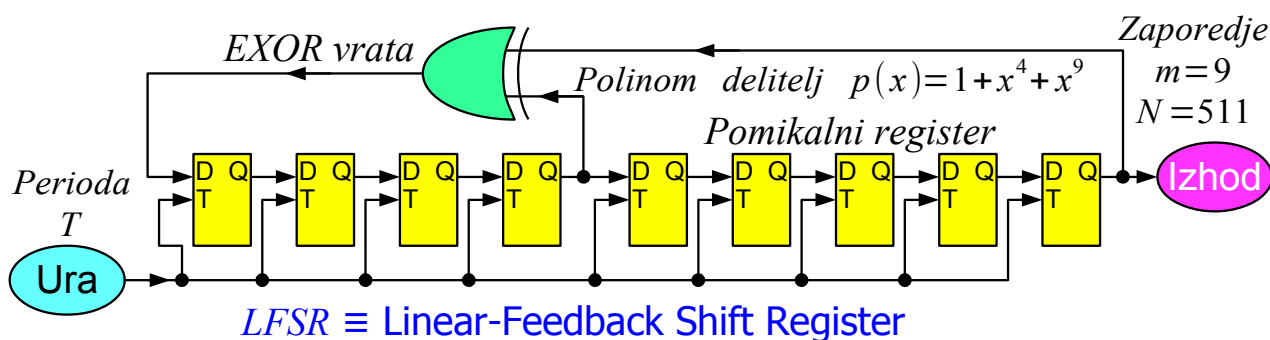 EXOR vrata
Zaporedje
m=9
N=511
Polinom delitelj p(x)=1+x⁴+x⁹
Pomikalni register
Perioda
T
D Q D Q D Q D Q D Q D Q D Q D Q D Q
T T T T T T T T T
Izhod
Ura
LFSR ≡ Linear-Feedback Shift Register